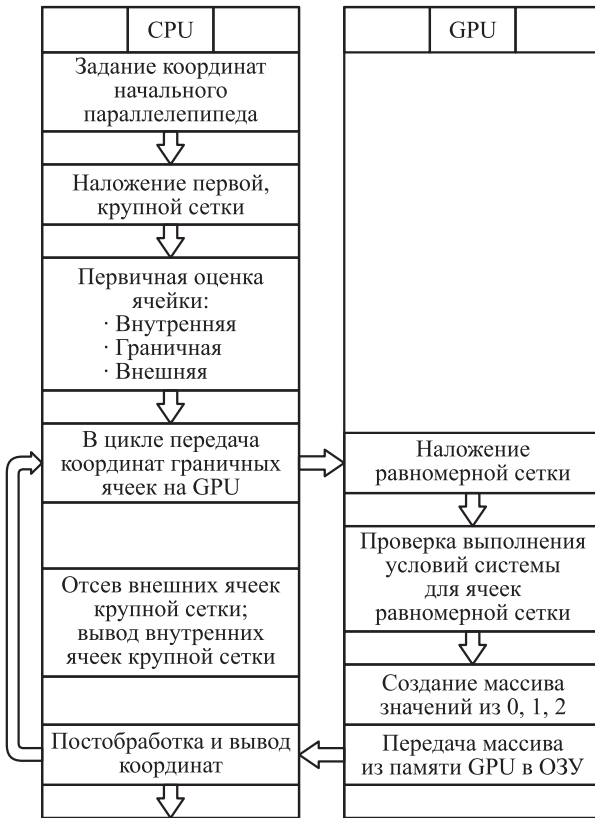 CPU
Задание координат
начального
параллелепипеда
Наложение первой,
крупной сетки
Первичная оценка
ячейки:
· Внутренняя
· Граничная
· Внешняя
В цикле передача
координат граничных
ячеек на GPU
Отсев внешних ячеек
крупной сетки;
вывод внутренних
ячеек крупной сетки
Постобработка и вывод
координат
GPU
Наложение
равномерной сетки
Проверка выполнения
условий системы
для ячеек
равномерной сетки
Создание массива
значений из 0, 1, 2
Передача массива
из памяти GPU в ОЗУ